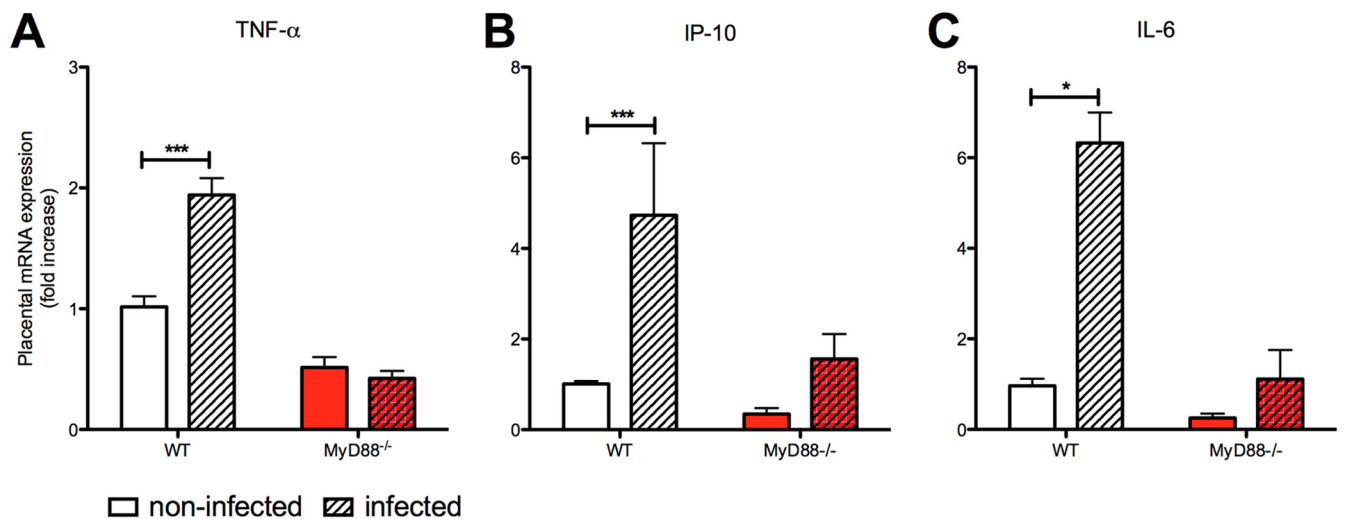 A
TNF-α
B
IP-10
C
IL-6
Placental mRNA expression
(fold increase)
3
2
1
0
***
WT
MyD88-/-
8
6
4
2
0
***
WT
MyD88-/-
8
6
4
2
0
*
WT
MyD88-/-
non-infected
infected